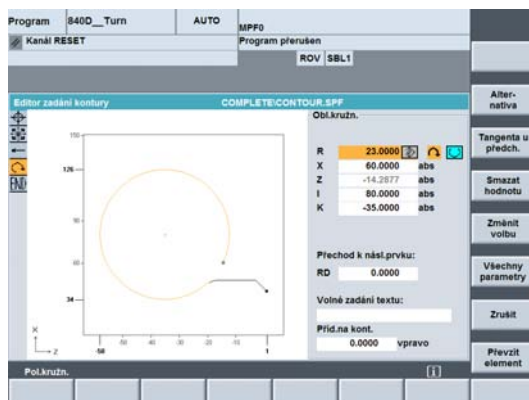 Program
840D__Turn
AUTO
MPF0
Kanál RESET
Program přerušen
ROV SBL1
Editor zadání kontury
COMPLETE\CONTOUR.SPF
Obl.kružn.
R 23.0000
X 60.0000 abs
Z -14.2877 abs
I 80.0000 abs
K -35.0000 abs
Přechod k násl.prvku:
RD 0.0000
Volné zadání textu:
Příd.na kont.
0.0000 vpravo
END
150
126
90
60
34
X
Z
-58
-50
-40
-30
-20
-10
1
Pol.kružn.
i
Alter-
nativa
Tangenta u
předch.
Smazat
hodnotu
Změnit
volbu
Všechny
parametry
Zrušit
Převzít
element